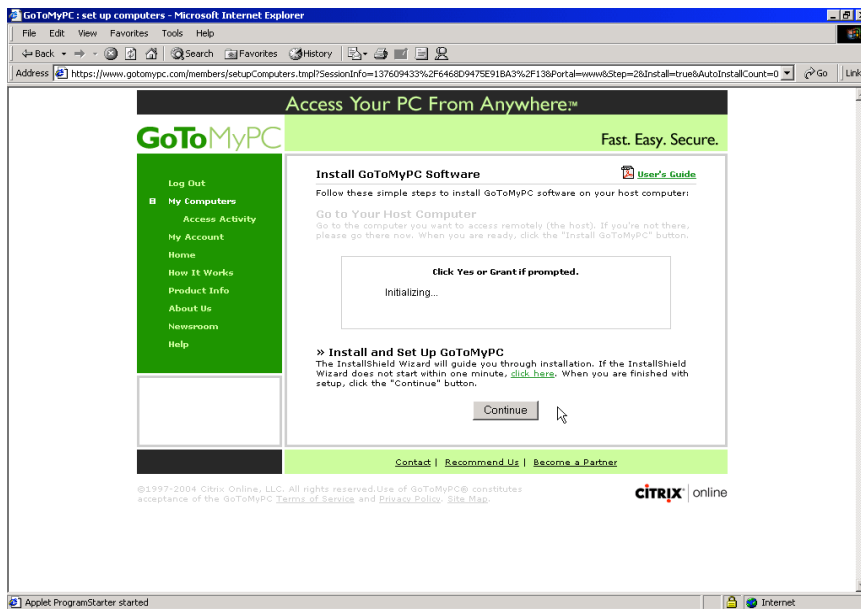 GoToMyPC : set up computers - Microsoft Internet Explorer
File Edit View Favorites Tools Help
Back Search Favorites History
Address https://www.gotomypc.com/members/setupComputers.tmpl?SessionInfo=137609433%2F6468D9475E91BA3%2F13&Portal=www&Step=2&Install=true&AutoInstallCount=0 Go Link
Access Your PC From Anywhere.™
GoToMyPC
Fast. Easy. Secure.
Log Out
My Computers
Access Activity
My Account
Home
How It Works
Product Info
About Us
Newsroom
Help
Install GoToMyPC Software
User's Guide
Follow these simple steps to install GoToMyPC software on your host computer:
Go to Your Host Computer
Go to the computer you want to access remotely (the host). If you're not there,
please go there now. When you are ready, click the "Install GoToMyPC" button.
Click Yes or Grant if prompted.
Initializing...
» Install and Set Up GoToMyPC
The InstallShield Wizard will guide you through installation. If the InstallShield
Wizard does not start within one minute, click here. When you are finished with
setup, click the "Continue" button.
Continue
Contact | Recommend Us | Become a Partner
©1997-2004 Citrix Online, LLC. All rights reserved.Use of GoToMyPC® constitutes
acceptance of the GoToMyPC Terms of Service and Privacy Policy. Site Map.
CITRIX® online
Applet ProgramStarter started
Internet